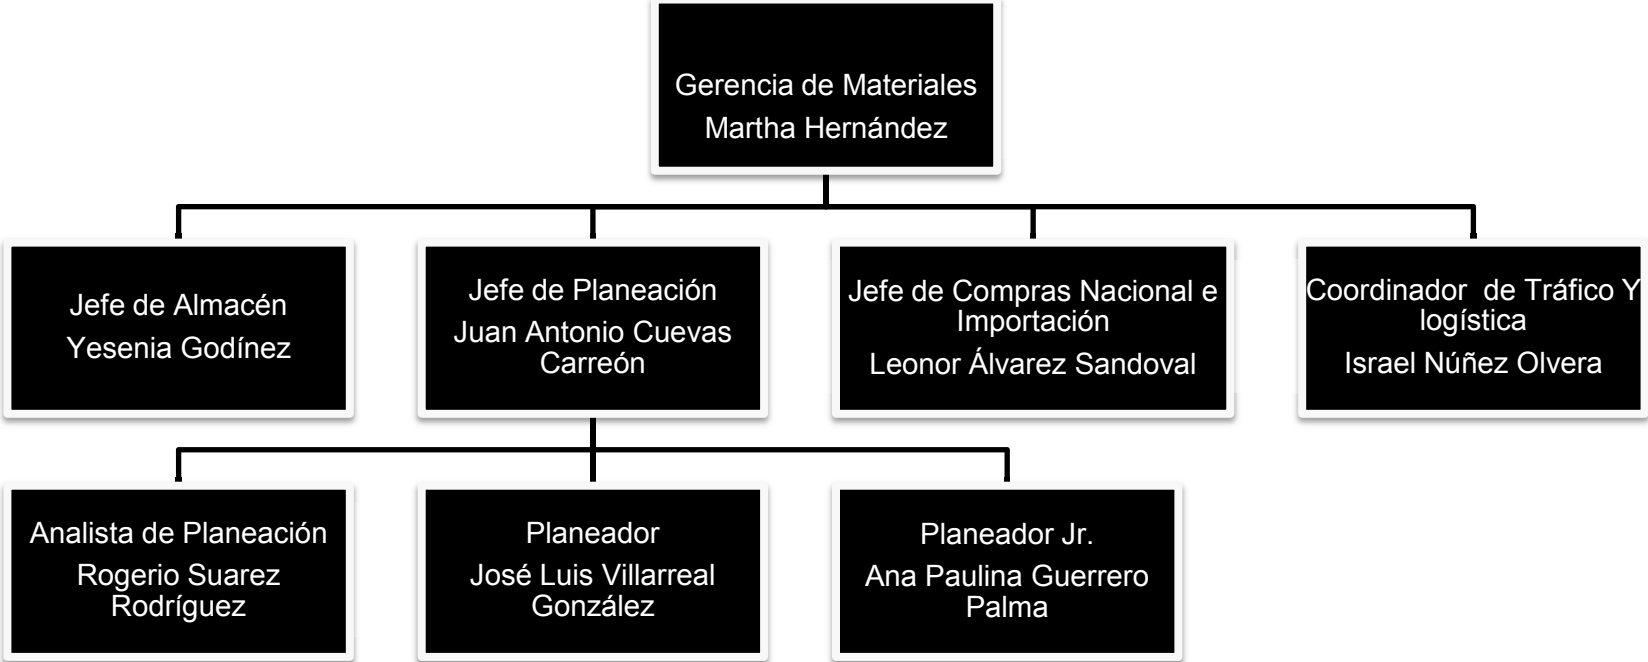 Gerencia de Materiales
Martha Hernández
Jefe de Almacén
Yesenia Godínez
Jefe de Planeación
Juan Antonio Cuevas
Carreón
Jefe de Compras Nacional e
Importación
Leonor Álvarez Sandoval
Coordinador  de Tráfico Y
logística
Israel Núñez Olvera
Analista de Planeación
Rogerio Suarez
Rodríguez
Planeador
José Luis Villarreal
González
Planeador Jr.
Ana Paulina Guerrero
Palma